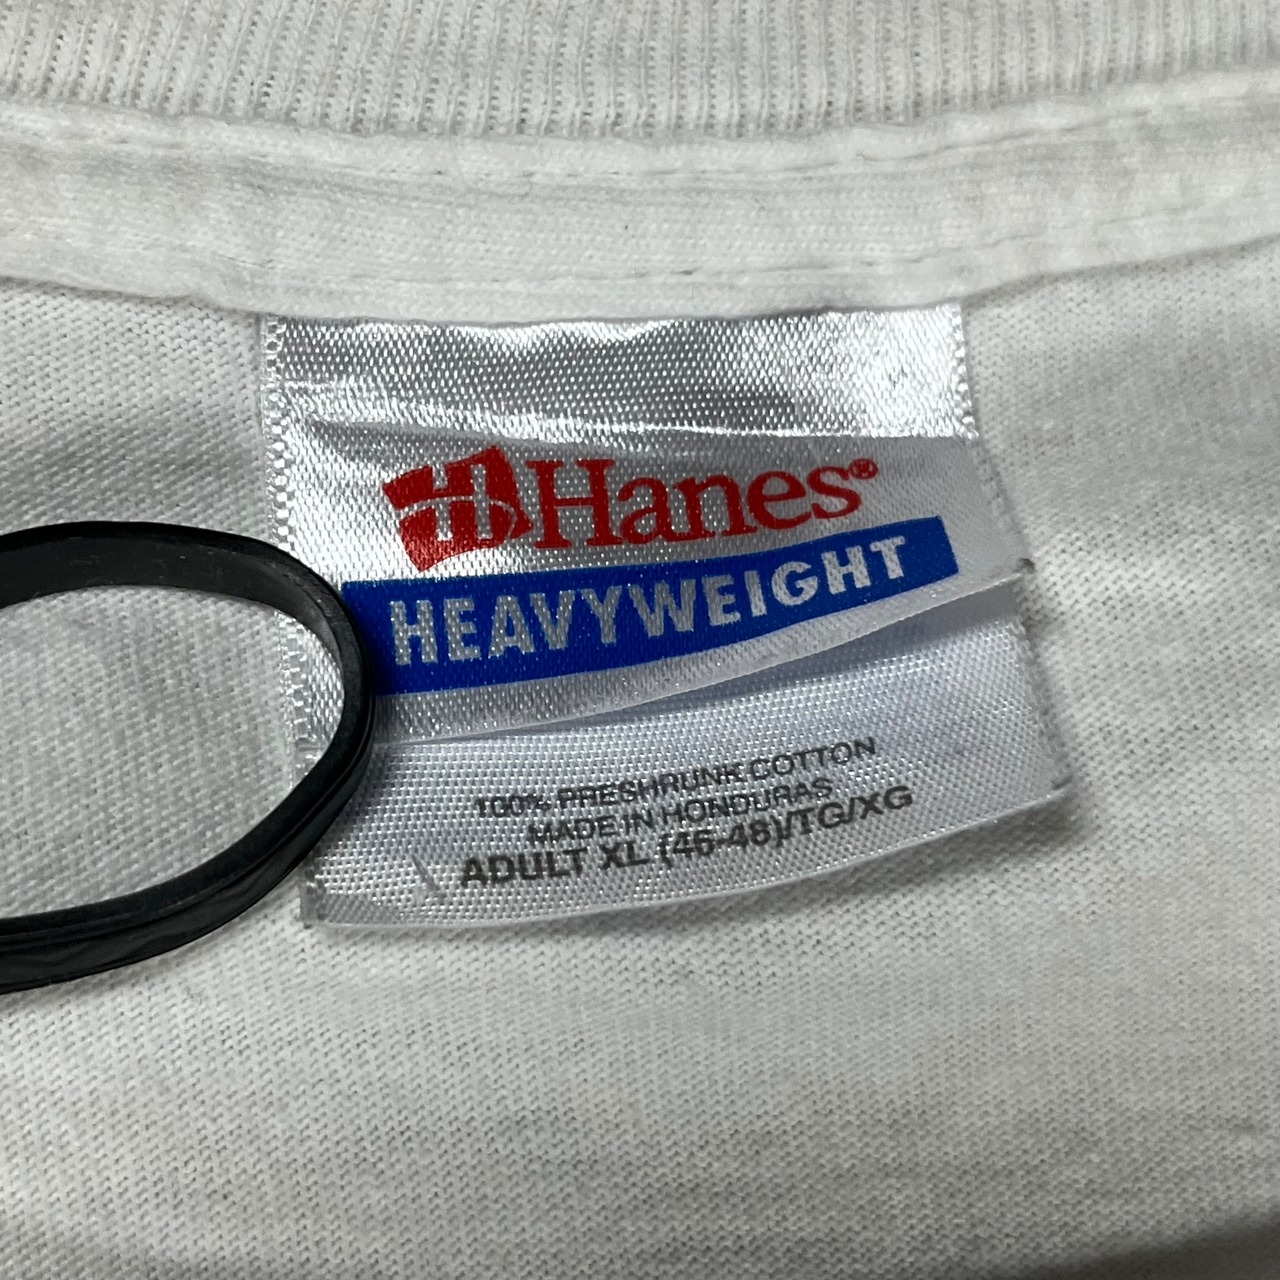 Hanes®
HEAVYWEIGHT
100% PRESHRUNK COTTON
MADE IN HONDURAS
ADULT XL (46-48)/TG/XG